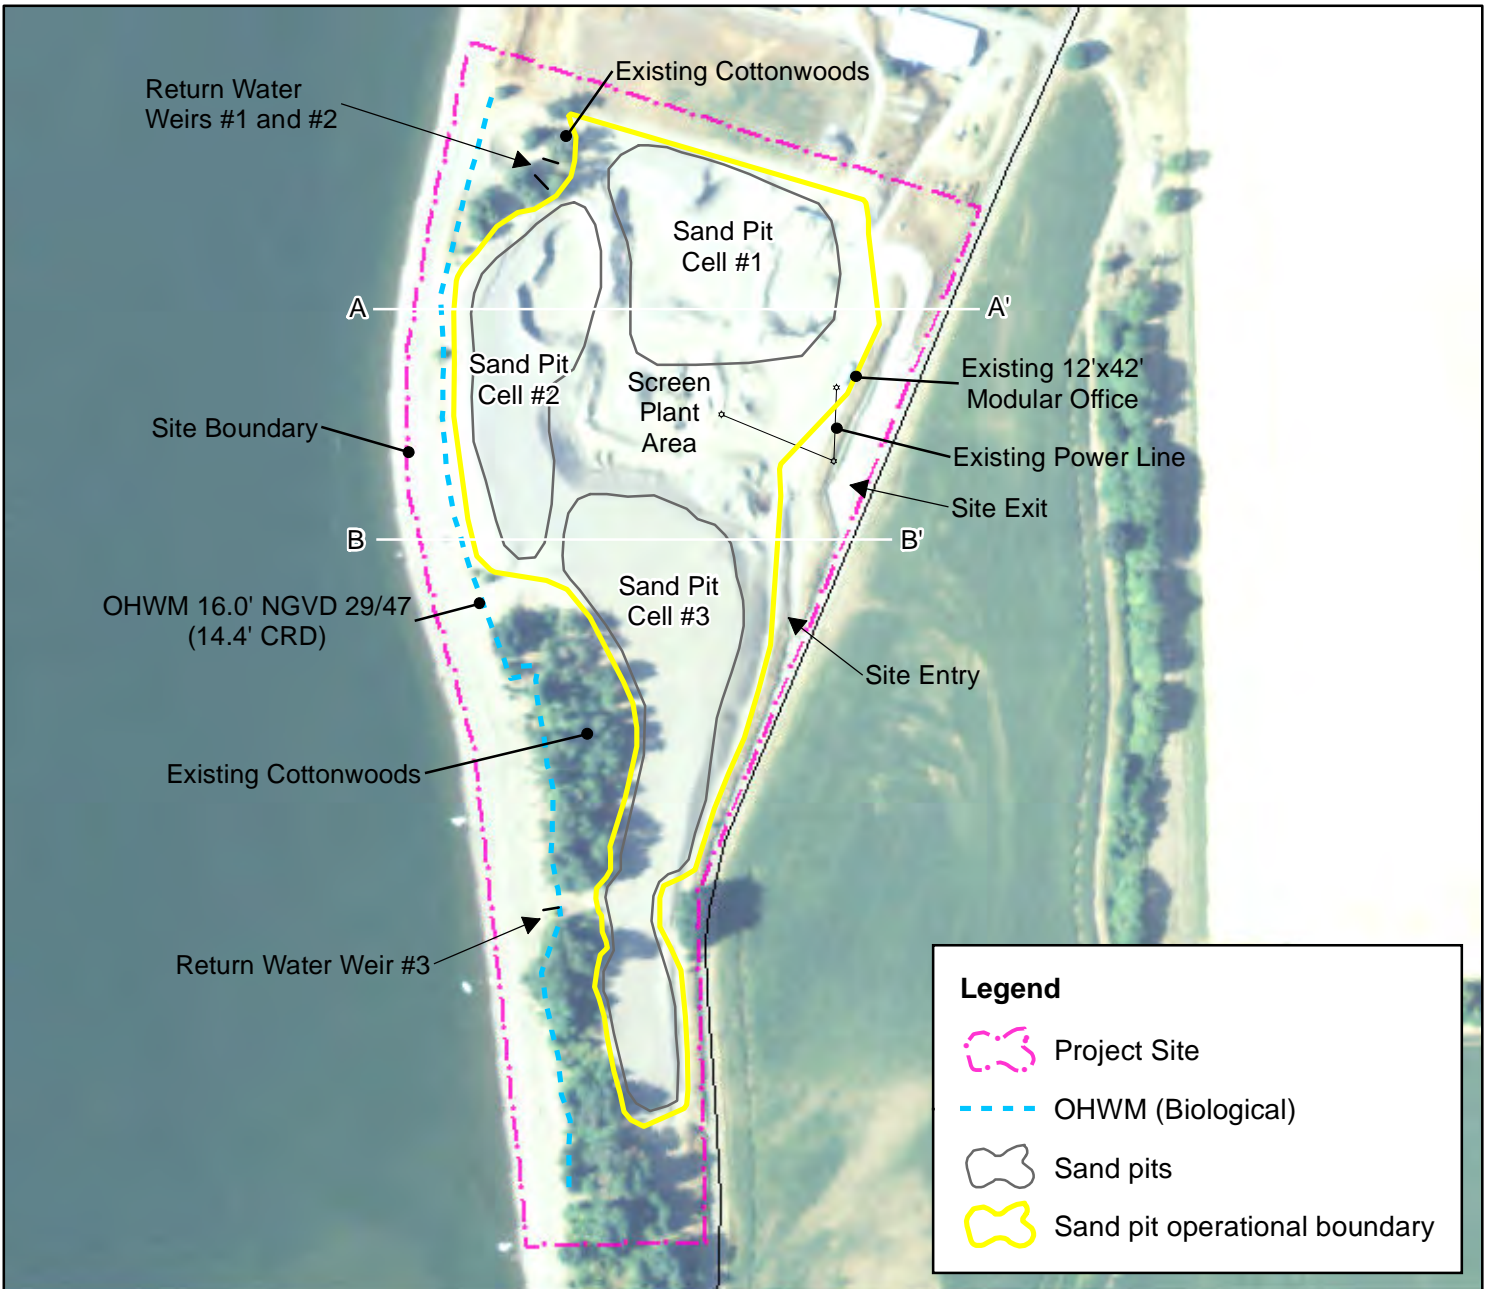 Existing Cottonwoods
Return Water
Weirs #1 and #2
Sand Pit
Cell #1
A
A'
Sand Pit
Cell #2
Screen
Plant
Area
Existing 12'x42'
Modular Office
Site Boundary
Existing Power Line
Site Exit
B
B'
Sand Pit
Cell #3
OHWM 16.0' NGVD 29/47
(14.4' CRD)
Site Entry
Existing Cottonwoods
Return Water Weir #3
Legend
Project Site
OHWM (Biological)
Sand pits
Sand pit operational boundary